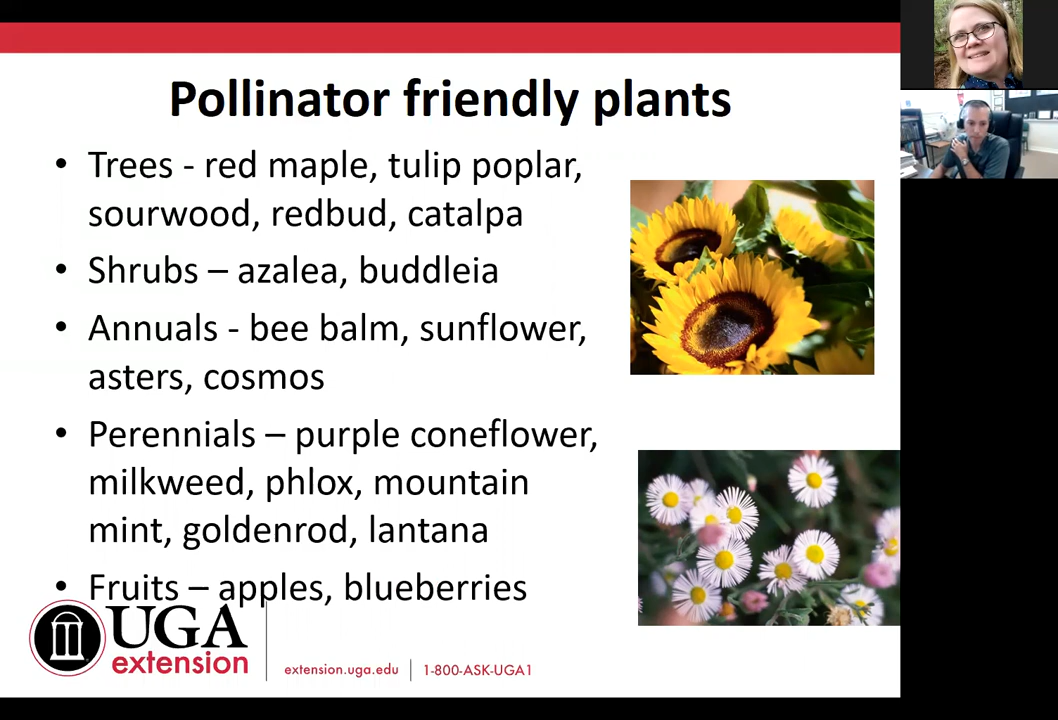 Pollinator friendly plants
• Trees - red maple, tulip poplar,
sourwood, redbud, catalpa
• Shrubs – azalea, buddleia
• Annuals - bee balm, sunflower,
asters, cosmos
• Perennials – purple coneflower,
milkweed, phlox, mountain
mint, goldenrod, lantana
• Fruits – apples, blueberries
UGA
extension
extension.uga.edu | 1-800-ASK-UGA1